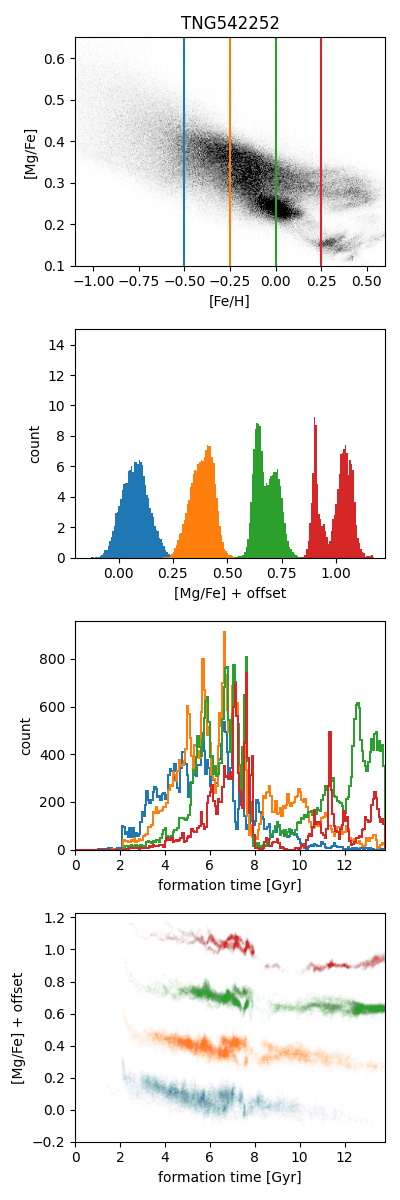 TNG542252
[Mg/Fe]
0.6
0.5
0.4
0.3
0.2
0.1
−1.00 −0.75 −0.50 −0.25 0.00 0.25 0.50
[Fe/H]
count
14
12
10
8
6
4
2
0
0.00 0.25 0.50 0.75 1.00
[Mg/Fe] + offset
count
800
600
400
200
0
0 2 4 6 8 10 12
formation time [Gyr]
[Mg/Fe] + offset
1.2
1.0
0.8
0.6
0.4
0.2
0.0
−0.2
0 2 4 6 8 10 12
formation time [Gyr]